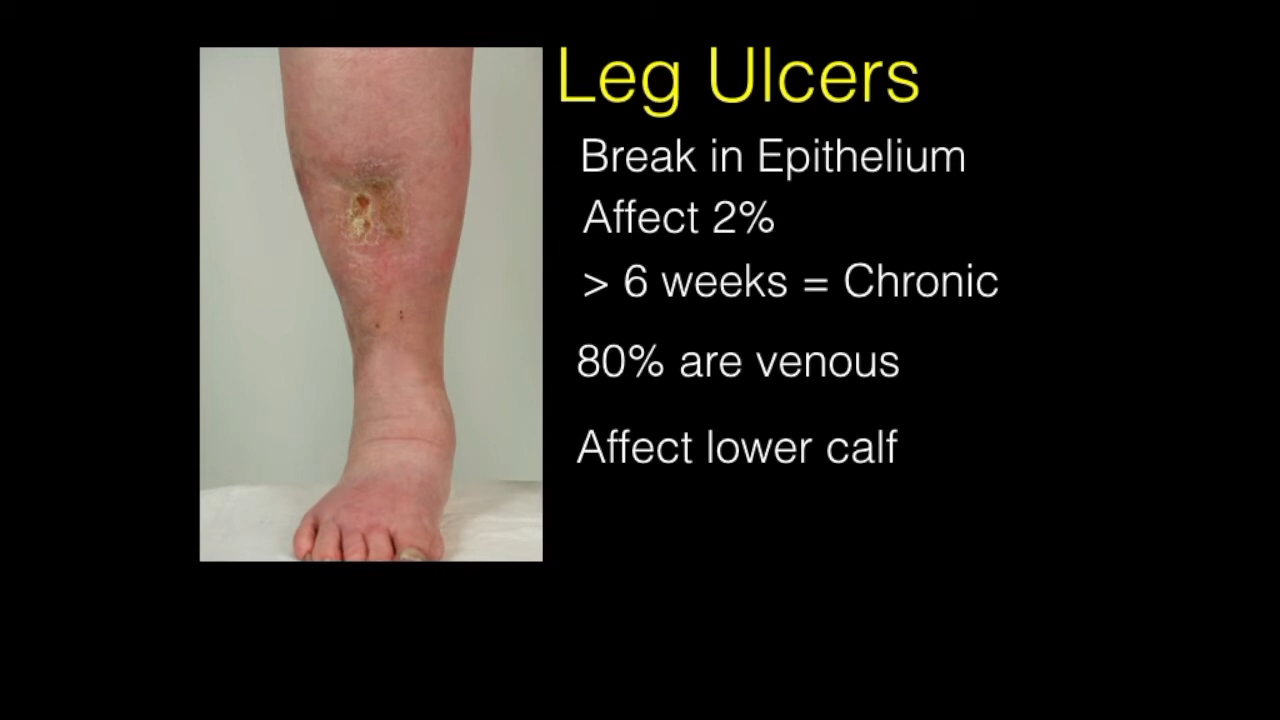 Leg Ulcers
Break in Epithelium
Affect 2%
> 6 weeks = Chronic
80% are venous
Affect lower calf